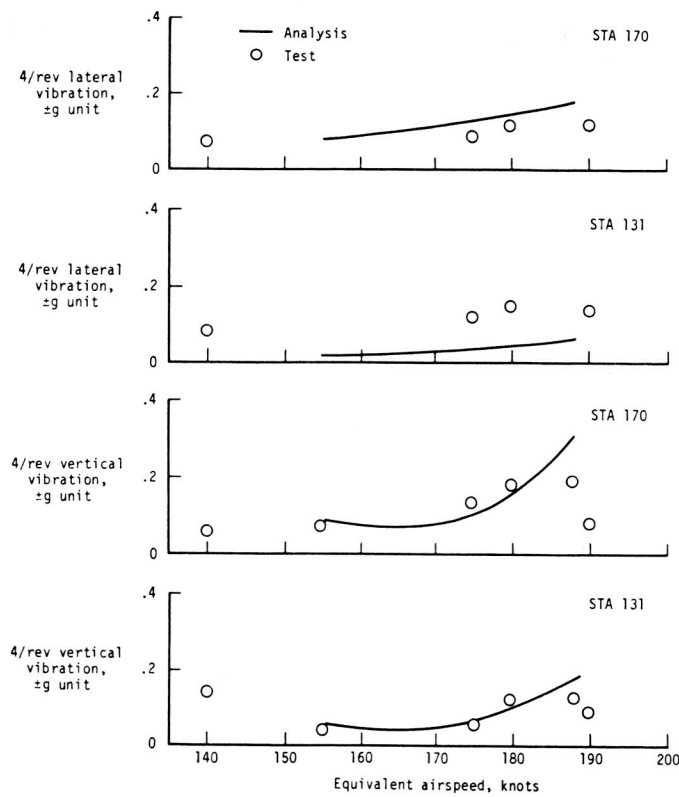 .4
Analysis
Test
STA 170
4/rev lateral
vibration,
±g unit
.2
0
.4
STA 131
4/rev lateral
vibration,
±g unit
.2
0
.4
STA 170
4/rev vertical
vibration,
±g unit
.2
0
.4
STA 131
4/rev vertical
vibration,
±g unit
.2
0
140 150 160 170 180 190 200
Equivalent airspeed, knots